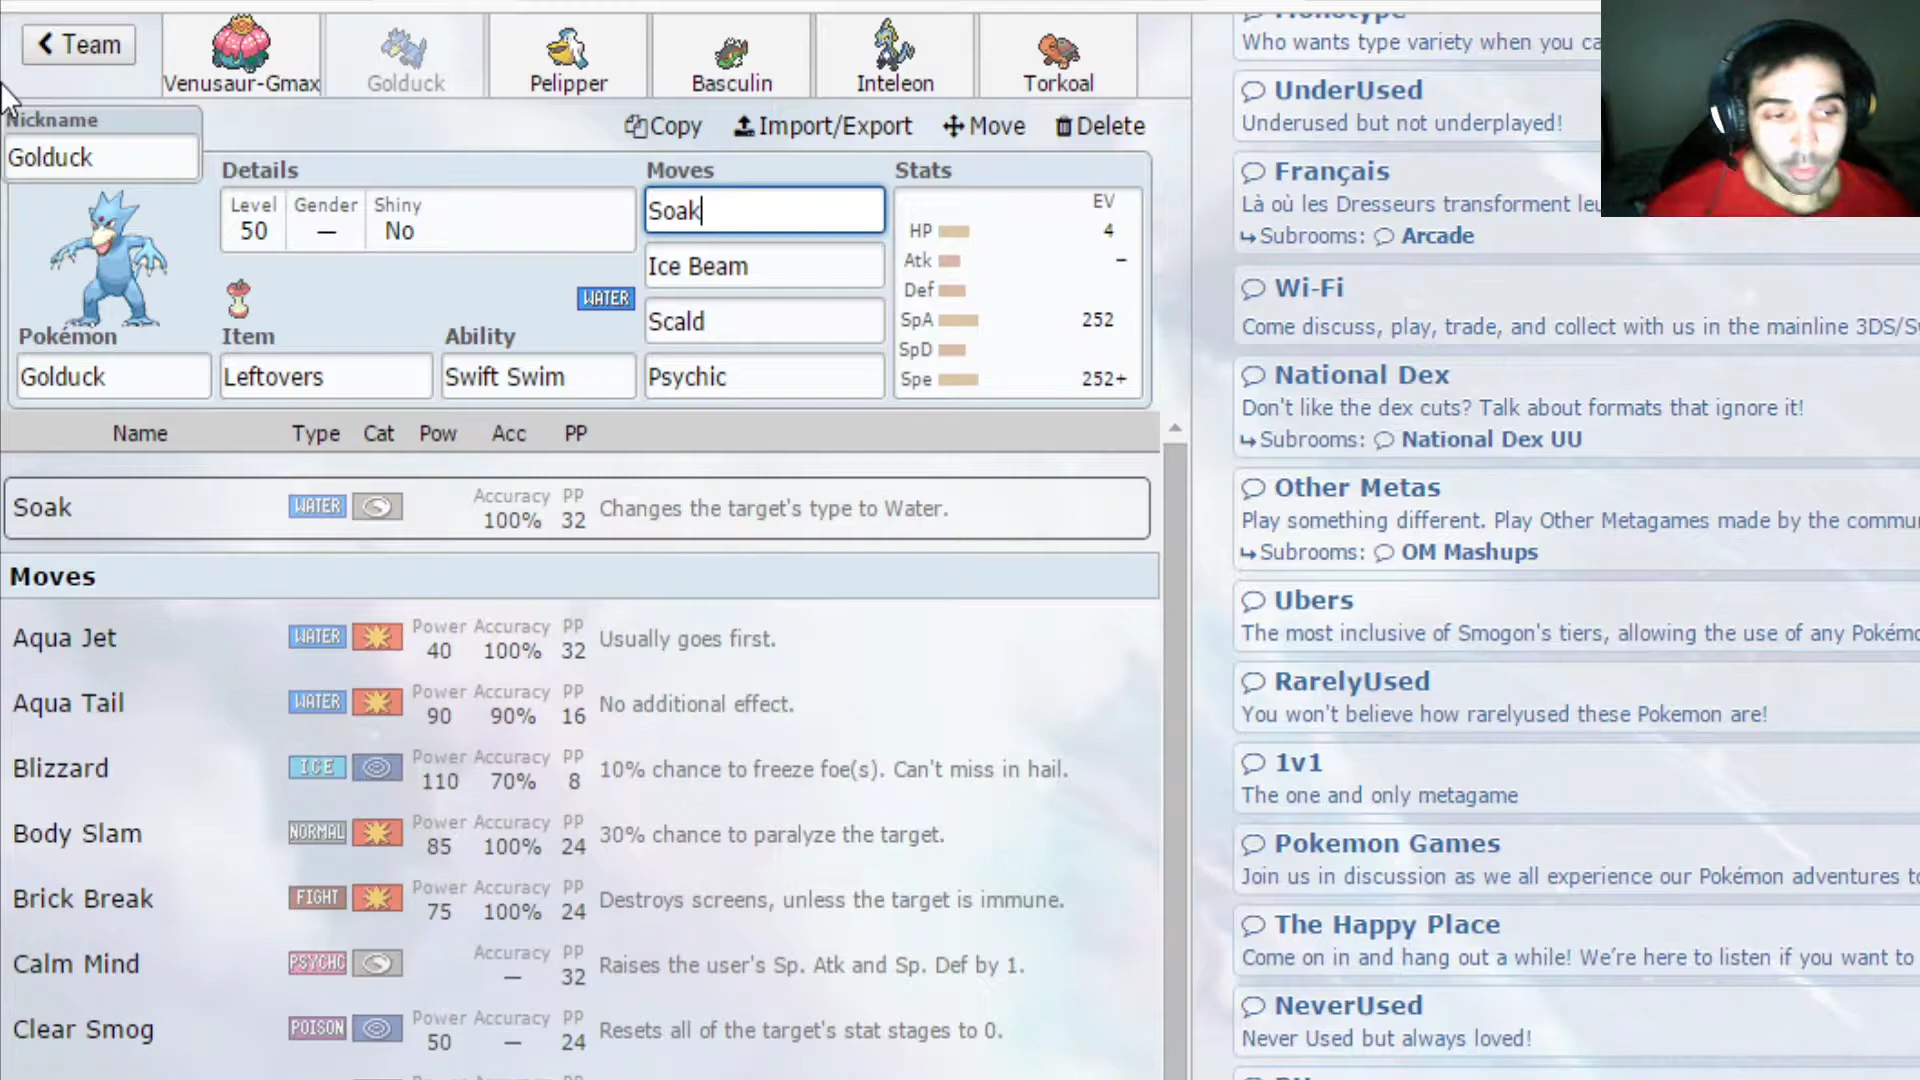 Team
Venusaur-Gmax
Golduck
Pelipper
Basculin
Inteleon
Torkoal
Nickname
Golduck
Copy
Import/Export
Move
Delete
Details
Level
50
Gender
—
Shiny
No
WATER
Pokémon
Golduck
Item
Leftovers
Ability
Swift Swim
Moves
Soak
Ice Beam
Scald
Psychic
Stats
EV
HP 4
Atk –
Def
SpA 252
SpD
Spe 252+
Name Type Cat Pow Acc PP
Soak WATER Accuracy 100% PP 32 Changes the target's type to Water.
Moves
Aqua Jet WATER Power 40 Accuracy 100% PP 32 Usually goes first.
Aqua Tail WATER Power 90 Accuracy 90% PP 16 No additional effect.
Blizzard ICE Power 110 Accuracy 70% PP 8 10% chance to freeze foe(s). Can't miss in hail.
Body Slam NORMAL Power 85 Accuracy 100% PP 24 30% chance to paralyze the target.
Brick Break FIGHT Power 75 Accuracy 100% PP 24 Destroys screens, unless the target is immune.
Calm Mind PSYCHC Accuracy — PP 32 Raises the user's Sp. Atk and Sp. Def by 1.
Clear Smog POISON Power 50 Accuracy — PP 24 Resets all of the target's stat stages to 0.
Monotype
Who wants type variety when you ca
UnderUsed
Underused but not underplayed!
Français
Là où les Dresseurs transforment leu
Subrooms: Arcade
Wi-Fi
Come discuss, play, trade, and collect with us in the mainline 3DS/S
National Dex
Don't like the dex cuts? Talk about formats that ignore it!
Subrooms: National Dex UU
Other Metas
Play something different. Play Other Metagames made by the commu
Subrooms: OM Mashups
Ubers
The most inclusive of Smogon's tiers, allowing the use of any Pokémo
RarelyUsed
You won't believe how rarelyused these Pokemon are!
1v1
The one and only metagame
Pokemon Games
Join us in discussion as we all experience our Pokémon adventures to
The Happy Place
Come on in and hang out a while! We're here to listen if you want to
NeverUsed
Never Used but always loved!